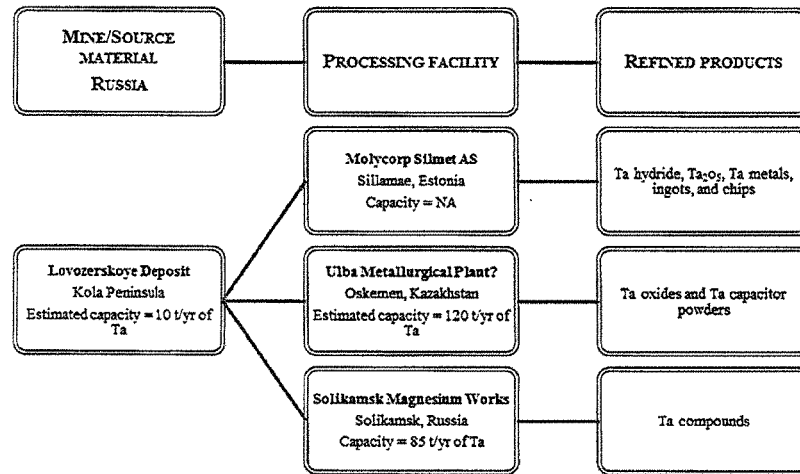 MINE/SOURCE
MATERIAL
RUSSIA
PROCESSING FACILITY
REFINED PRODUCTS
Lovozerskoye Deposit
Kola Peninsula
Estimated capacity = 10 t/yr of
Ta
Molycorp Silmet AS
Sillamae, Estonia
Capacity = NA
Ta hydride, Ta₂O₅, Ta metals,
ingots, and chips
Ulba Metallurgical Plant?
Oskemen, Kazakhstan
Estimated capacity = 120 t/yr of
Ta
Ta oxides and Ta capacitor
powders
Solikamsk Magnesium Works
Solikamsk, Russia
Capacity = 85 t/yr of Ta
Ta compounds